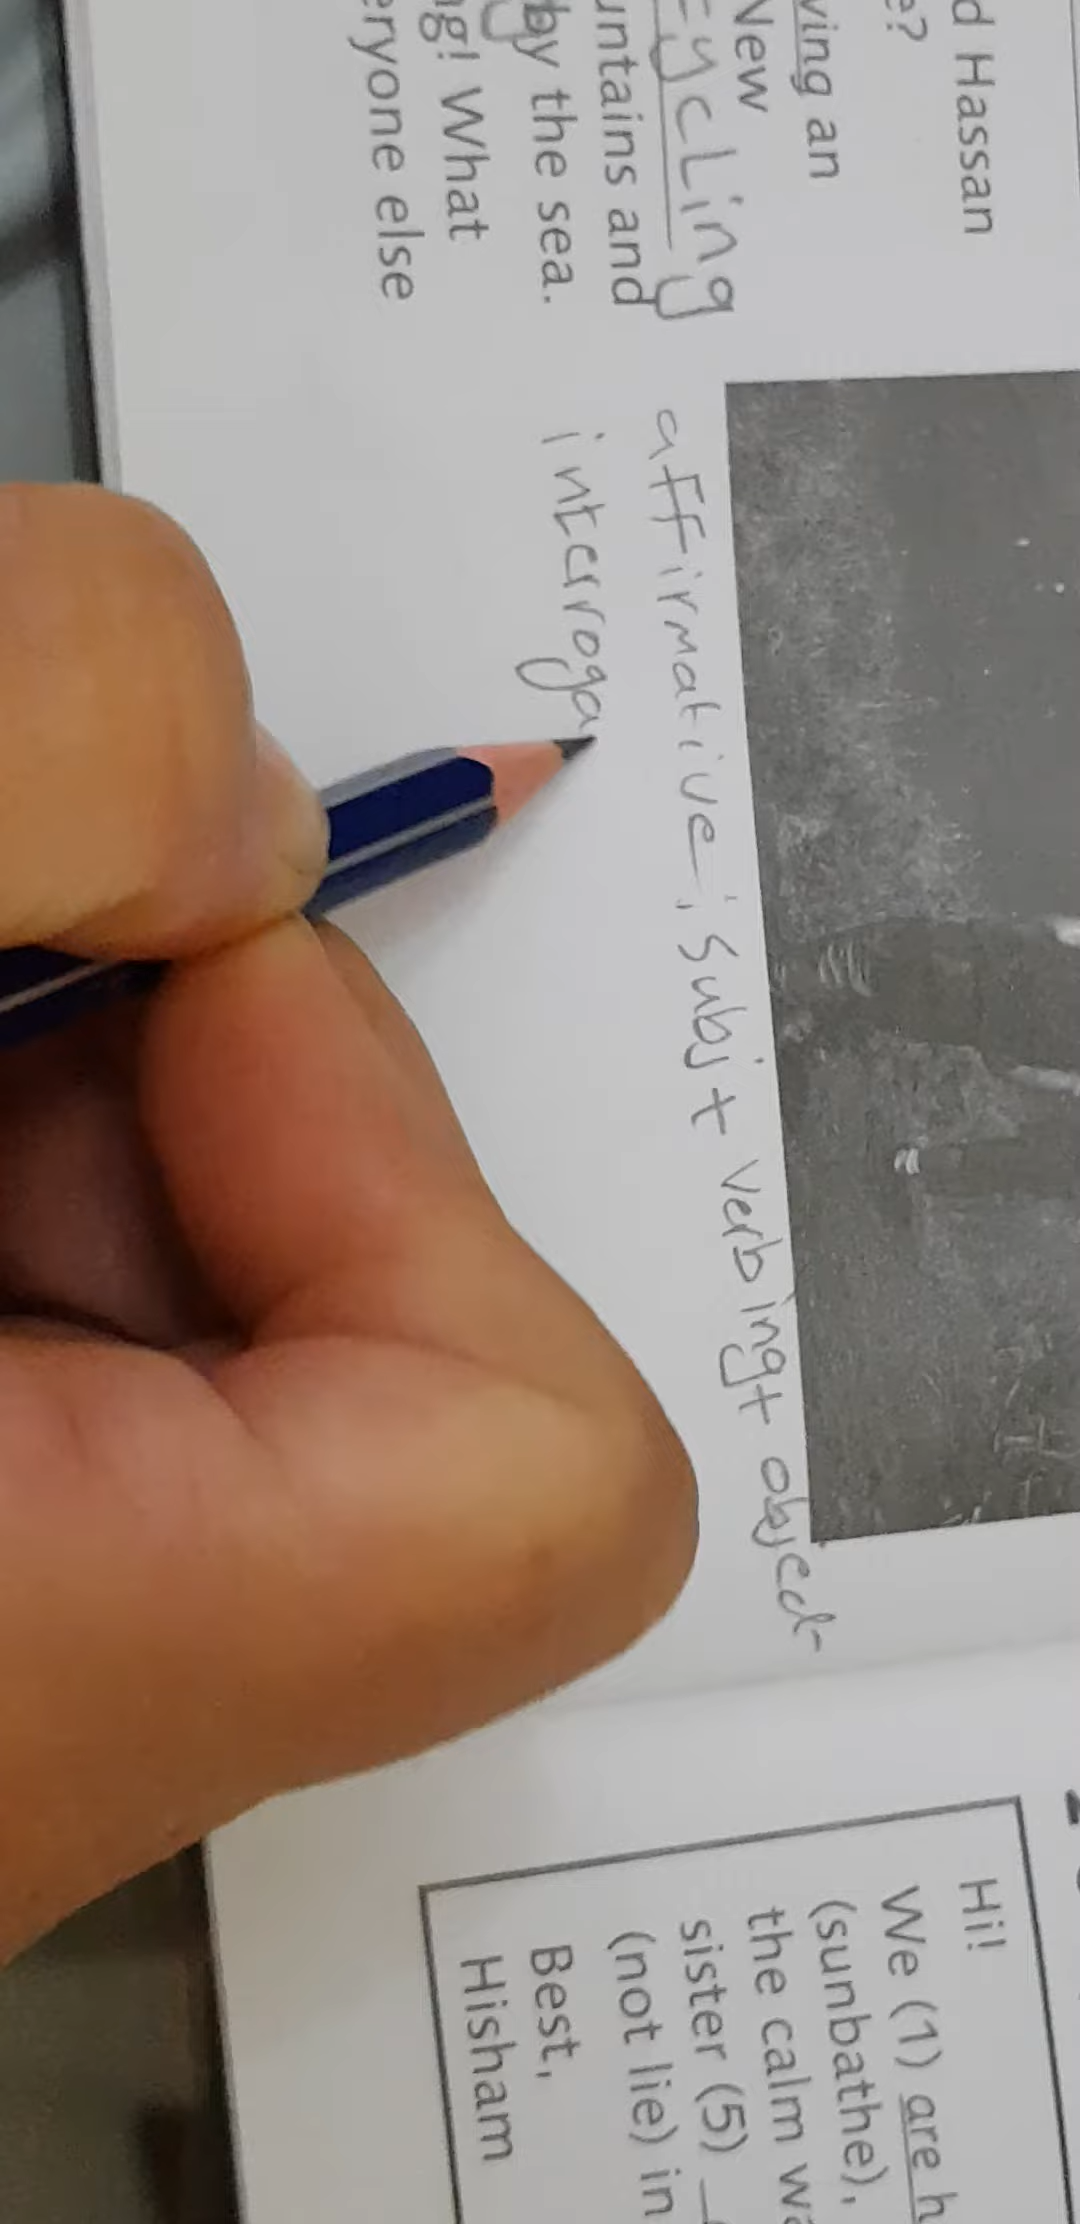 d Hassan
e?
ving an
New
cycling
untains and
by the sea.
ng! What
eryone else
affirmative: subj + verb ing + object
interroga
Hi!
We (1) are h
(sunbathe),
the calm wa
sister (5)
(not lie) in
Best,
Hisham